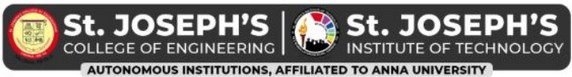 St. JOSEPH'S
COLLEGE OF ENGINEERING
St. JOSEPH'S
INSTITUTE OF TECHNOLOGY
AUTONOMOUS INSTITUTIONS, AFFILIATED TO ANNA UNIVERSITY